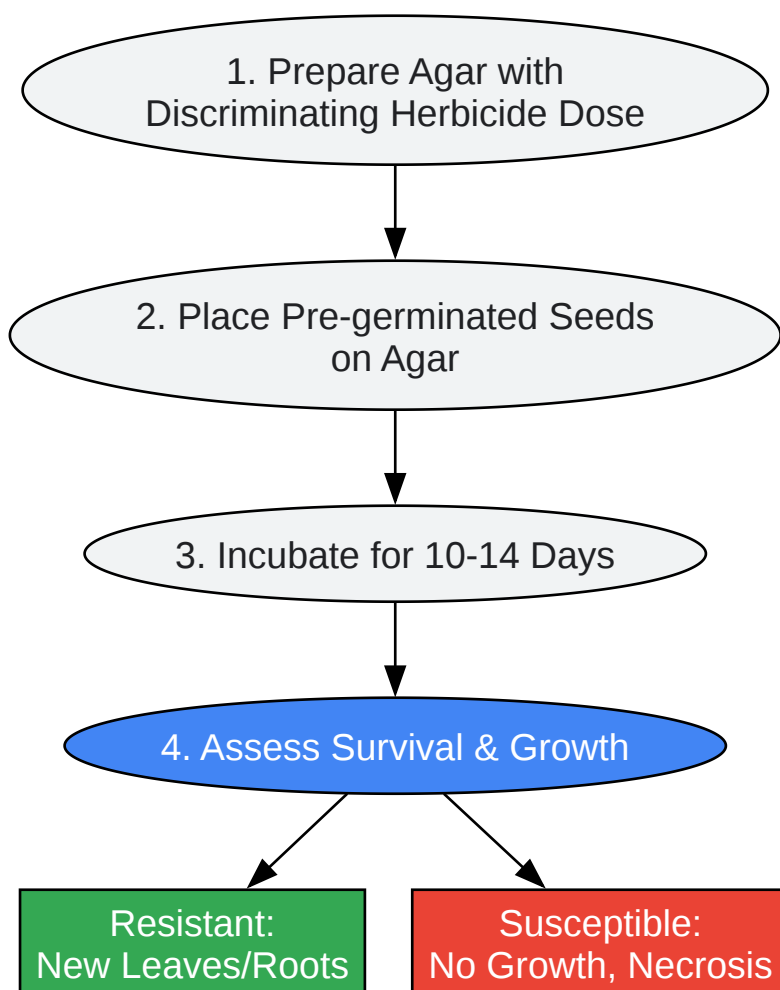 1. Prepare Agar with
Discriminating Herbicide Dose
2. Place Pre-germinated Seeds
on Agar
3. Incubate for 10-14 Days
4. Assess Survival & Growth
Resistant:
New Leaves/Roots
Susceptible:
No Growth, Necrosis